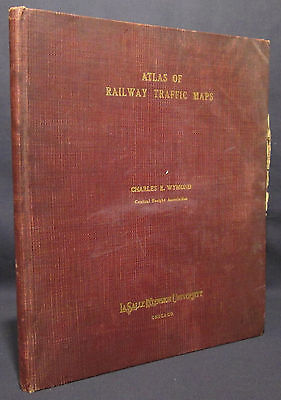 ATLAS OF
RAILWAY TRAFFIC MAPS
CHARLES E. WYMOND
Central Freight Association
LASALLE EXTENSION UNIVERSITY
CHICAGO